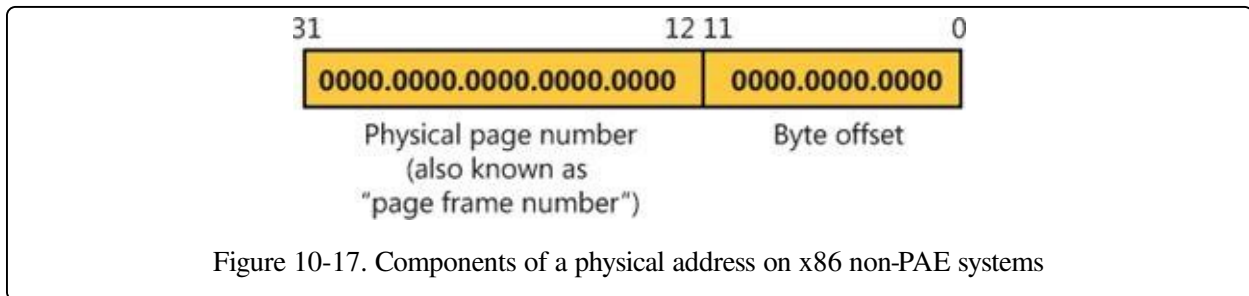 31 12 11 0
0000.0000.0000.0000.0000 0000.0000.0000
Physical page number Byte offset
(also known as
"page frame number")
Figure 10-17. Components of a physical address on x86 non-PAE systems